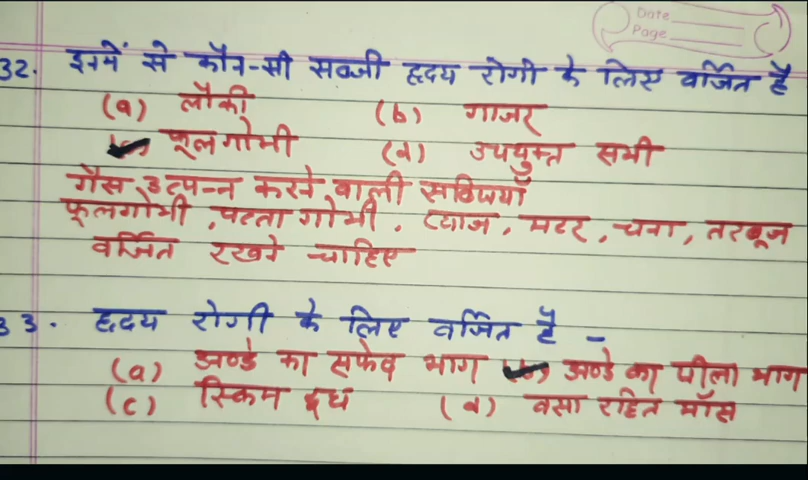 Date
Page
32. इनमें से कौन-सी सब्जी हृदय रोगी के लिए वर्जित है
(a) लौकी (b) गाजर
फूलगोभी (d) उपयुक्त सभी
गैस उत्पन्न करने वाली सब्जियाँ
फूलगोभी, पत्ता गोभी, प्याज, मटर, चना, तरबूज
वर्जित रखने चाहिए
33. हृदय रोगी के लिए वर्जित है -
(a) अण्डे का सफेद भाग (b) अण्डे का पीला भाग
(c) स्किम दूध (d) वसा रहित माँस